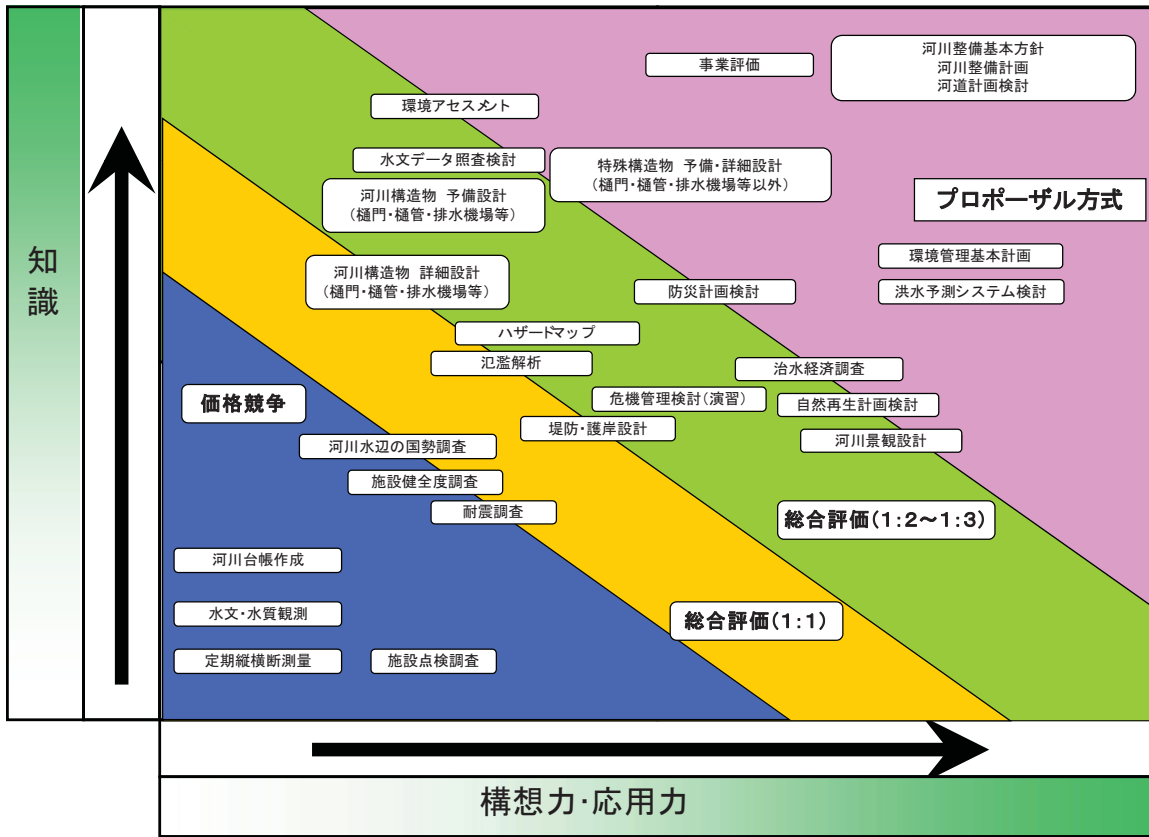 知識
事業評価
河川整備基本方針
河川整備計画
河道計画検討
環境アセスメント
水文データ照査検討
特殊構造物 予備・詳細設計
(樋門・樋管・排水機場等以外)
河川構造物 予備設計
(樋門・樋管・排水機場等)
プロポーザル方式
環境管理基本計画
河川構造物 詳細設計
(樋門・樋管・排水機場等)
防災計画検討
洪水予測システム検討
ハザードマップ
氾濫解析
治水経済調査
価格競争
危機管理検討(演習)
自然再生計画検討
堤防・護岸設計
河川景観設計
河川水辺の国勢調査
施設健全度調査
耐震調査
総合評価(1:2～1:3)
河川台帳作成
水文・水質観測
総合評価(1:1)
定期縦横断測量
施設点検調査
構想力・応用力